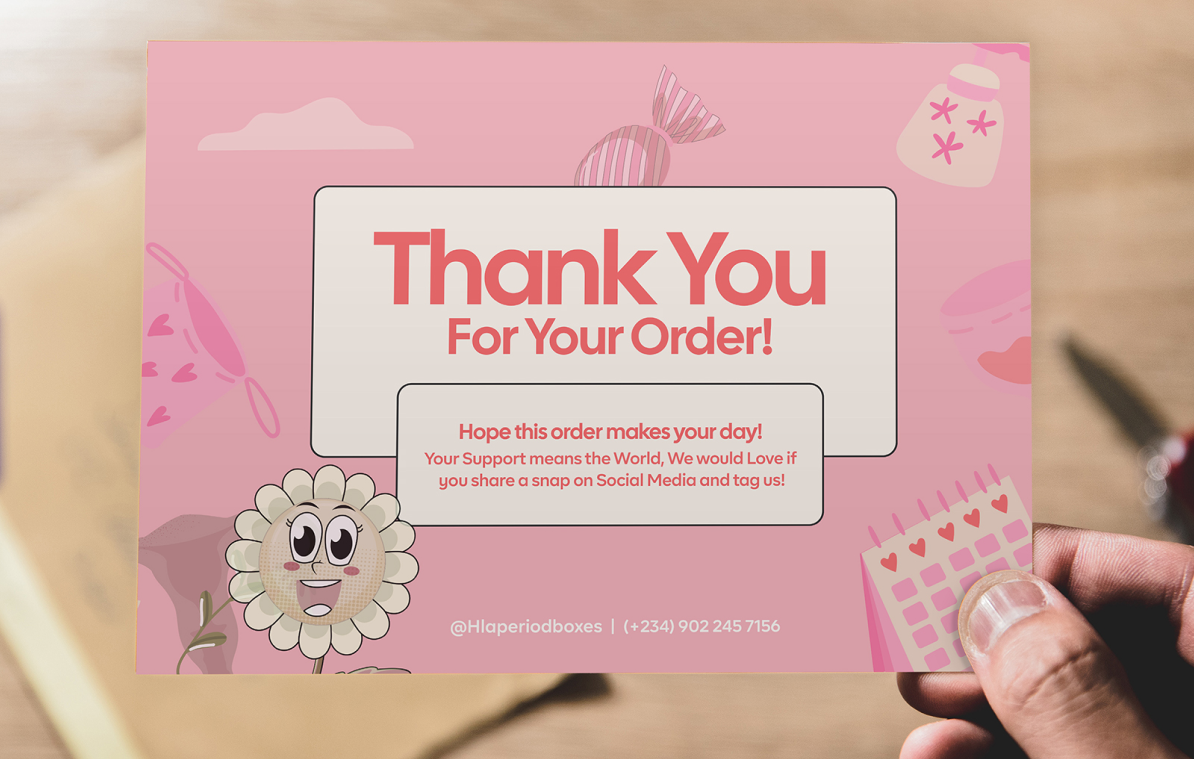 Thank You
For Your Order!
Hope this order makes your day!
Your Support means the World, We would Love if
you share a snap on Social Media and tag us!
@Hlaperiodboxes | (+234) 902 245 7156